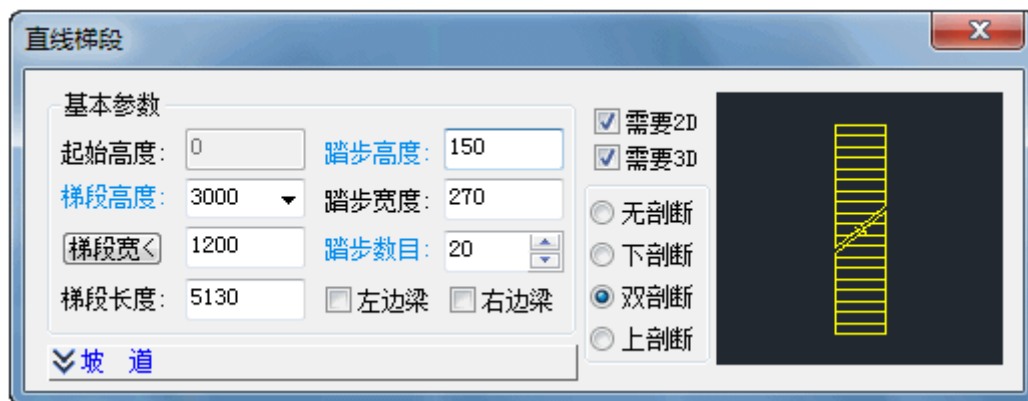 直线梯段
基本参数
起始高度: 0 踏步高度: 150
梯段高度: 3000 踏步宽度: 270
梯段宽< 1200 踏步数目: 20
梯段长度: 5130 左边梁 右边梁
坡 道
需要2D
需要3D
无剖断
下剖断
双剖断
上剖断